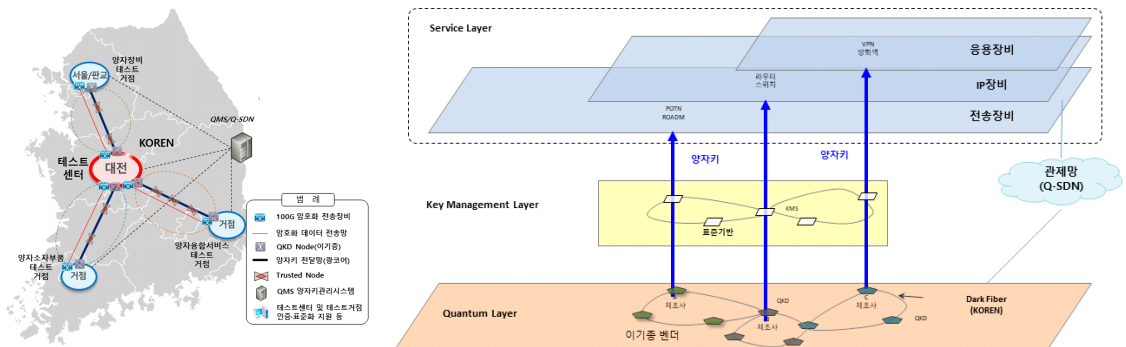 양자장비
테스트
거점
서울/판교
QMS/Q-SDN
KOREN
테스트
센터
대전
거점
양자융합서비스
테스트
거점
양자소자부품
테스트
거점
거점
범 례
100G 암호화 전송장비
암호화 데이터 전송망
QKD Node(이기종)
양자키 전달망(광코어)
Trusted Node
QMS 양자키관리시스템
테스트센터 및 테스트거점
인증·표준화 지원 등
Service Layer
VPN
방화벽
응용장비
라우터
스위치
IP장비
POTN
ROADM
전송장비
양자키
양자키
관제망
(Q-SDN)
Key Management Layer
KMS
표준기반
Quantum Layer
제조사
QKD
B
제조사
C
제조사
QKD
이기종 벤더
Dark Fiber
(KOREN)